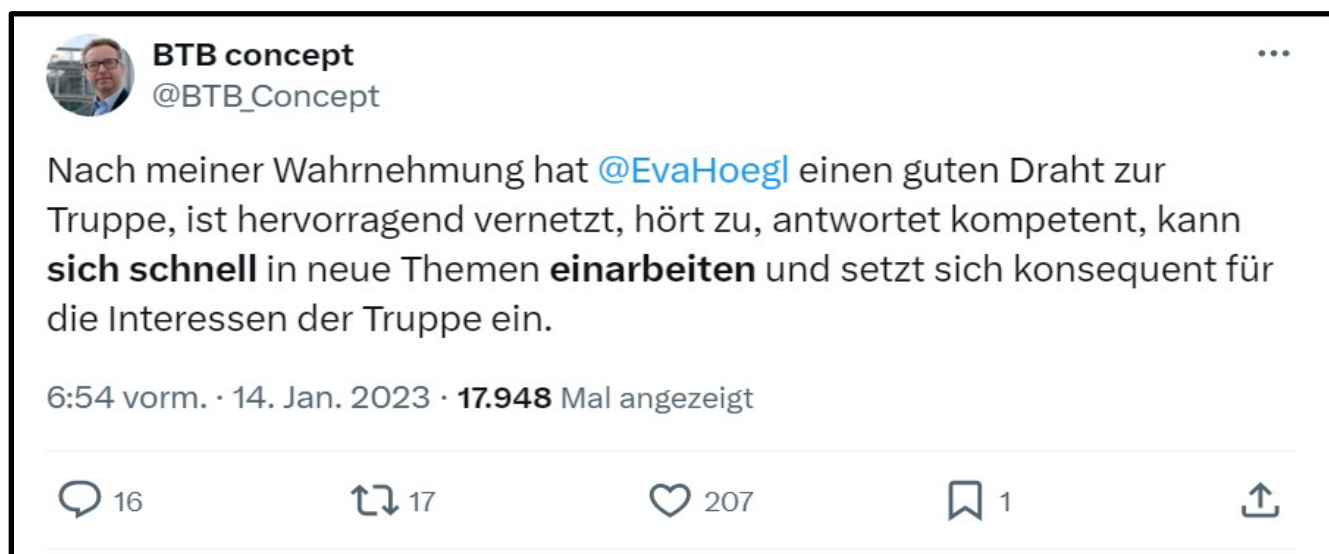 BTB concept
@BTB_Concept
Nach meiner Wahrnehmung hat @EvaHoegl einen guten Draht zur
Truppe, ist hervorragend vernetzt, hört zu, antwortet kompetent, kann
sich schnell in neue Themen einarbeiten und setzt sich konsequent für
die Interessen der Truppe ein.
6:54 vorm. · 14. Jan. 2023 · 17.948 Mal angezeigt
16 17 207 1